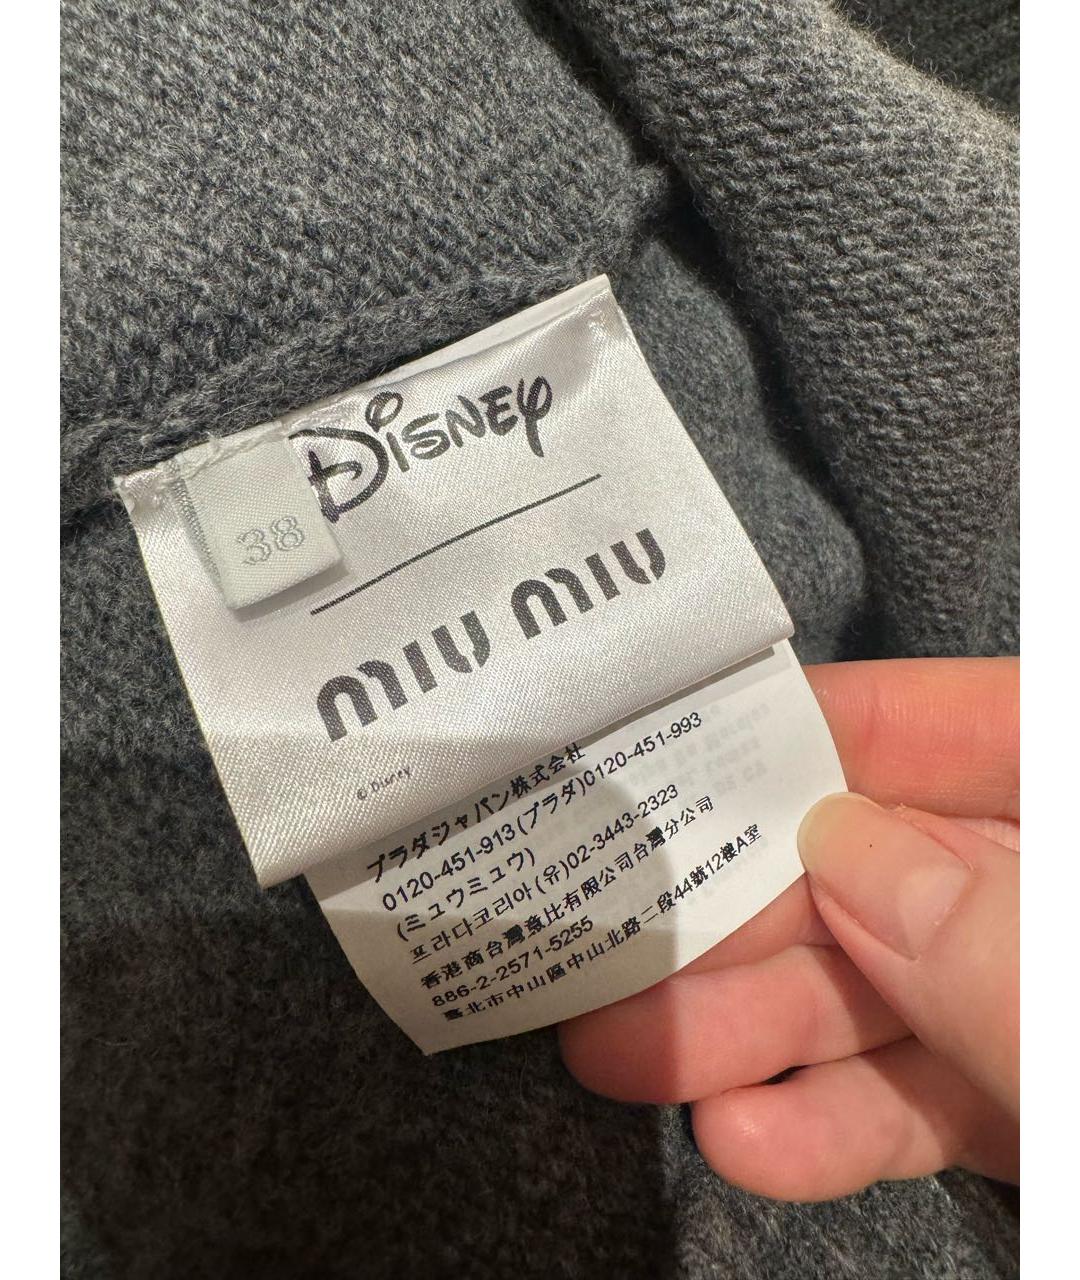 Disney
38
miu miu
© Disney
プラダジャパン株式会社
0120-451-913(プラダ)0120-451-993
(ミュウミュウ)
프라다코리아(유)02-3443-2323
香港商台灣意比有限公司台灣分公司
886-2-2571-5255
臺北市中山區中山北路二段44號12樓A室